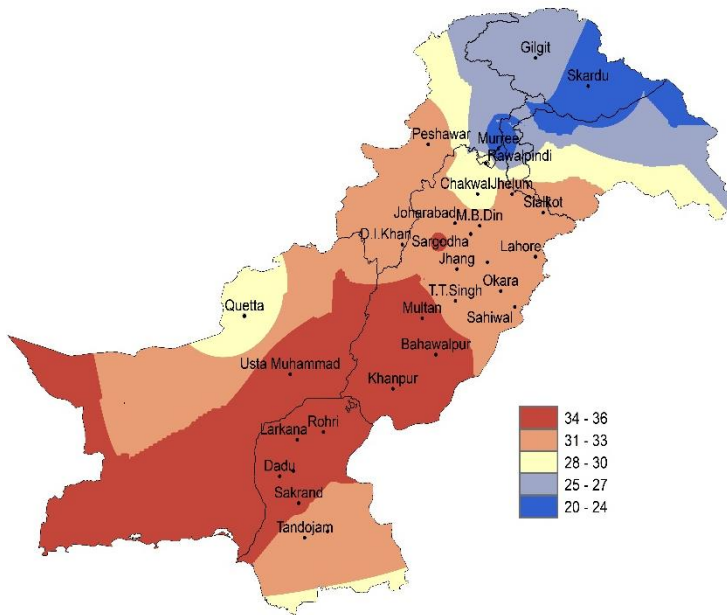 Gilgit
Skardu
Peshawar
Murree
Rawalpindi
Chakwal
Jhelum
Sialkot
Joharabad
M.B.Din
D.I.Khan
Sargodha
Lahore
Jhang
Okara
T.T.Singh
Quetta
Multan
Sahiwal
Bahawalpur
Usta Muhammad
Khanpur
34 - 36
Rohri
31 - 33
Larkana
28 - 30
Dadu
25 - 27
Sakrand
20 - 24
Tandojam